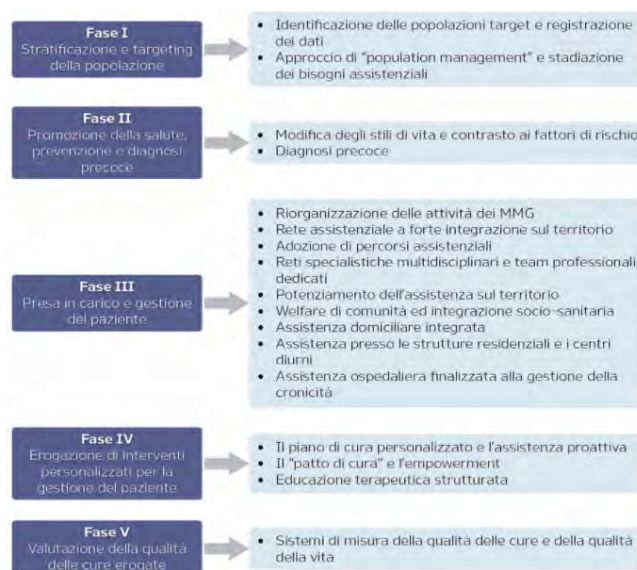 Fase I
Stratificazione e targeting
della popolazione
• Identificazione delle popolazioni target e registrazione
dei dati
• Approccio di "population management" e stadiazione
dei bisogni assistenziali
Fase II
Promozione della salute,
prevenzione e diagnosi
precoce
• Modifica degli stili di vita e contrasto ai fattori di rischio
• Diagnosi precoce
Fase III
Presa in carico e gestione
del paziente
• Riorganizzazione delle attività dei MMG
• Rete assistenziale a forte integrazione sul territorio
• Adozione di percorsi assistenziali
• Reti specialistiche multidisciplinari e team professionali
dedicati
• Potenziamento dell'assistenza sul territorio
• Welfare di comunità ed integrazione socio-sanitaria
• Assistenza domiciliare integrata
• Assistenza presso le strutture residenziali e i centri
diurni
• Assistenza ospedaliera finalizzata alla gestione della
cronicità
Fase IV
Erogazione di interventi
personalizzati per la
gestione del paziente
• Il piano di cura personalizzato e l'assistenza proattiva
• Il "patto di cura" e l'empowerment
• Educazione terapeutica strutturata
Fase V
Valutazione della qualità
delle cure erogate
• Sistemi di misura della qualità delle cure e della qualità
della vita